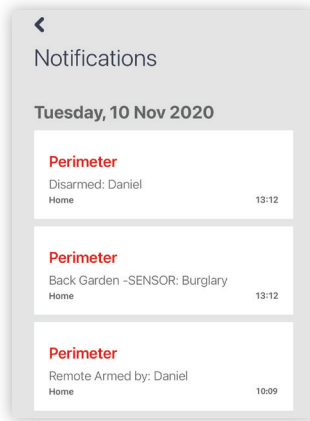 Notifications
Tuesday, 10 Nov 2020
Perimeter
Disarmed: Daniel
Home 13:12
Perimeter
Back Garden -SENSOR: Burglary
Home 13:12
Perimeter
Remote Armed by: Daniel
Home 10:09